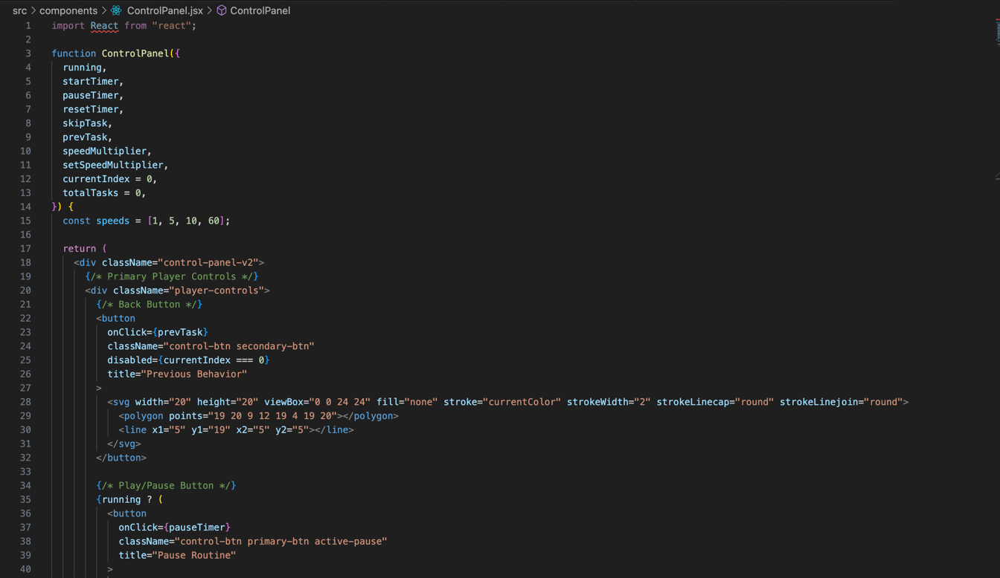 src > components > ControlPanel.jsx > ControlPanel
1 import React from "react";
2
3 function ControlPanel({
4 running,
5 startTimer,
6 pauseTimer,
7 resetTimer,
8 skipTask,
9 prevTask,
10 speedMultiplier,
11 setSpeedMultiplier,
12 currentIndex = 0,
13 totalTasks = 0,
14 }) {
15 const speeds = [1, 5, 10, 60];
16
17 return (
18 <div className="control-panel-v2">
19 {/* Primary Player Controls */}
20 <div className="player-controls">
21 {/* Back Button */}
22 <button
23 onClick={prevTask}
24 className="control-btn secondary-btn"
25 disabled={currentIndex === 0}
26 title="Previous Behavior"
27 >
28 <svg width="20" height="20" viewBox="0 0 24 24" fill="none" stroke="currentColor" strokeWidth="2" strokeLinecap="round" strokeLinejoin="round">
29 <polygon points="19 20 9 12 19 4 19 20"></polygon>
30 <line x1="5" y1="19" x2="5" y2="5"></line>
31 </svg>
32 </button>
33
34 {/* Play/Pause Button */}
35 {running ? (
36 <button
37 onClick={pauseTimer}
38 className="control-btn primary-btn active-pause"
39 title="Pause Routine"
40 >